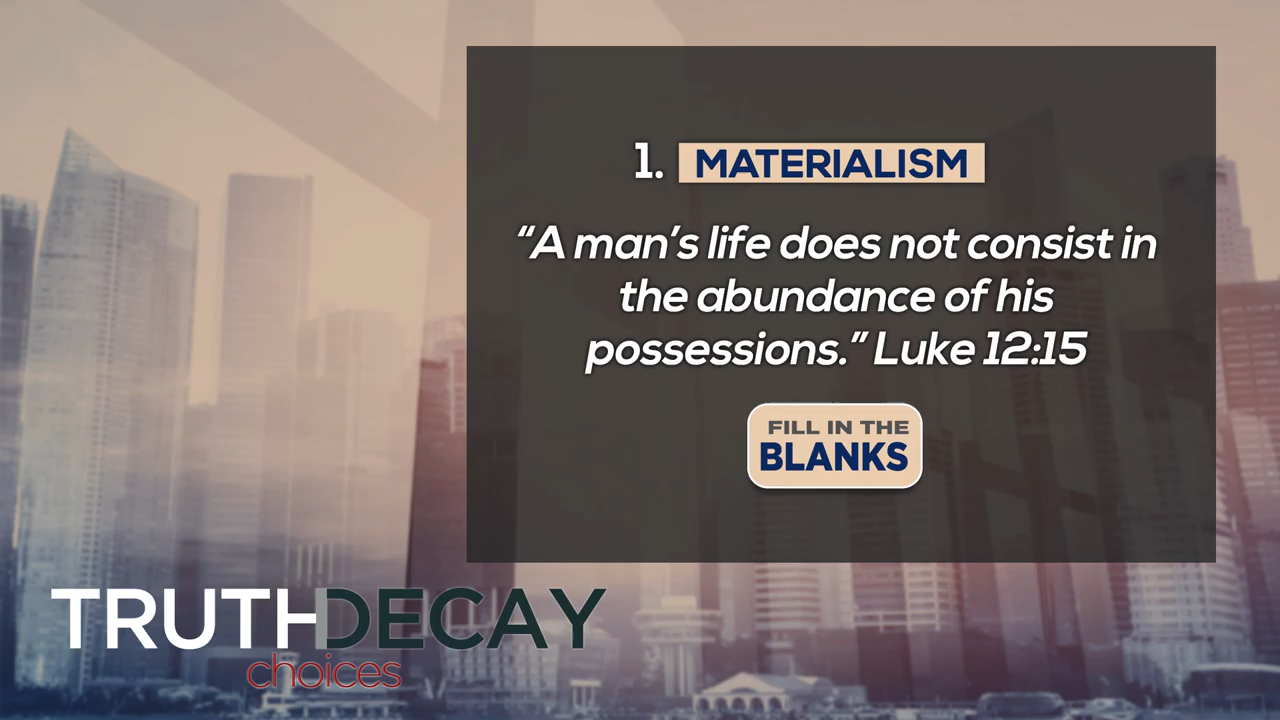 1. MATERIALISM
“A man’s life does not consist in
the abundance of his
possessions.” Luke 12:15
FILL IN THE
BLANKS
TRUTHDECAY
choices